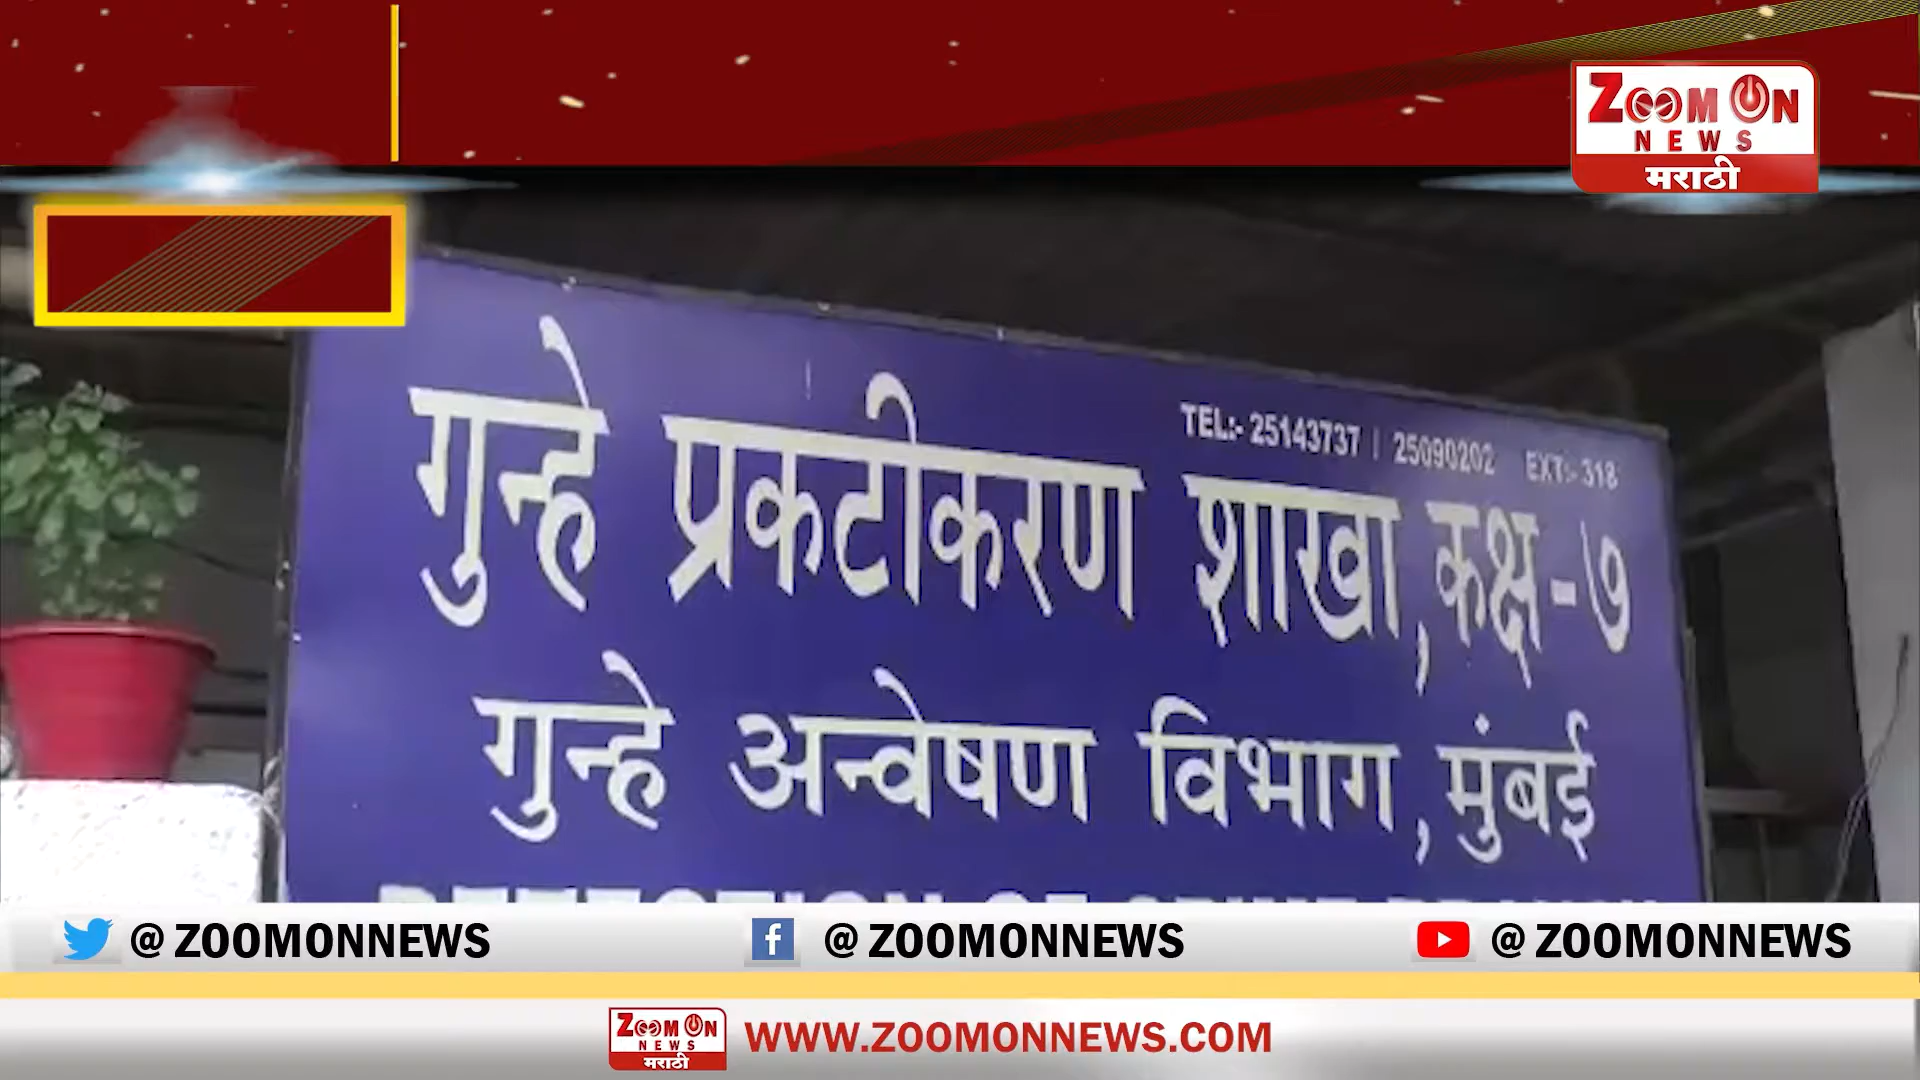 ZOOM ON
NEWS
मराठी
TEL:- 25143737 | 25090202 EXT:- 318
गुन्हे प्रकटीकरण शाखा, कक्ष - ७
गुन्हे अन्वेषण विभाग, मुंबई
@ZOOMONNEWS @ZOOMONNEWS @ZOOMONNEWS
ZOOM ON
NEWS
मराठी
WWW.ZOOMONNEWS.COM